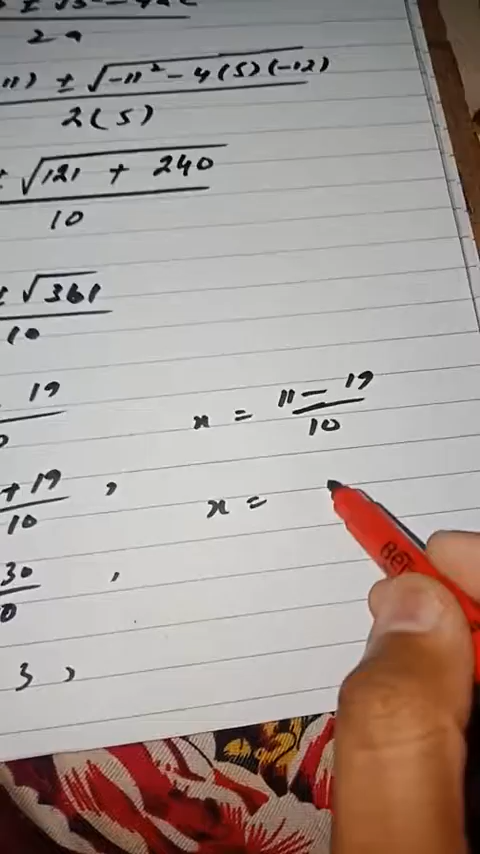 ± √
2a
11) ± √-11² - 4(5)(-12)
2(5)
± √121 + 240
10
± √361
10
19
x = 11 - 19
10
+ 19 ,
10
x =
30 ,
0
3 ,